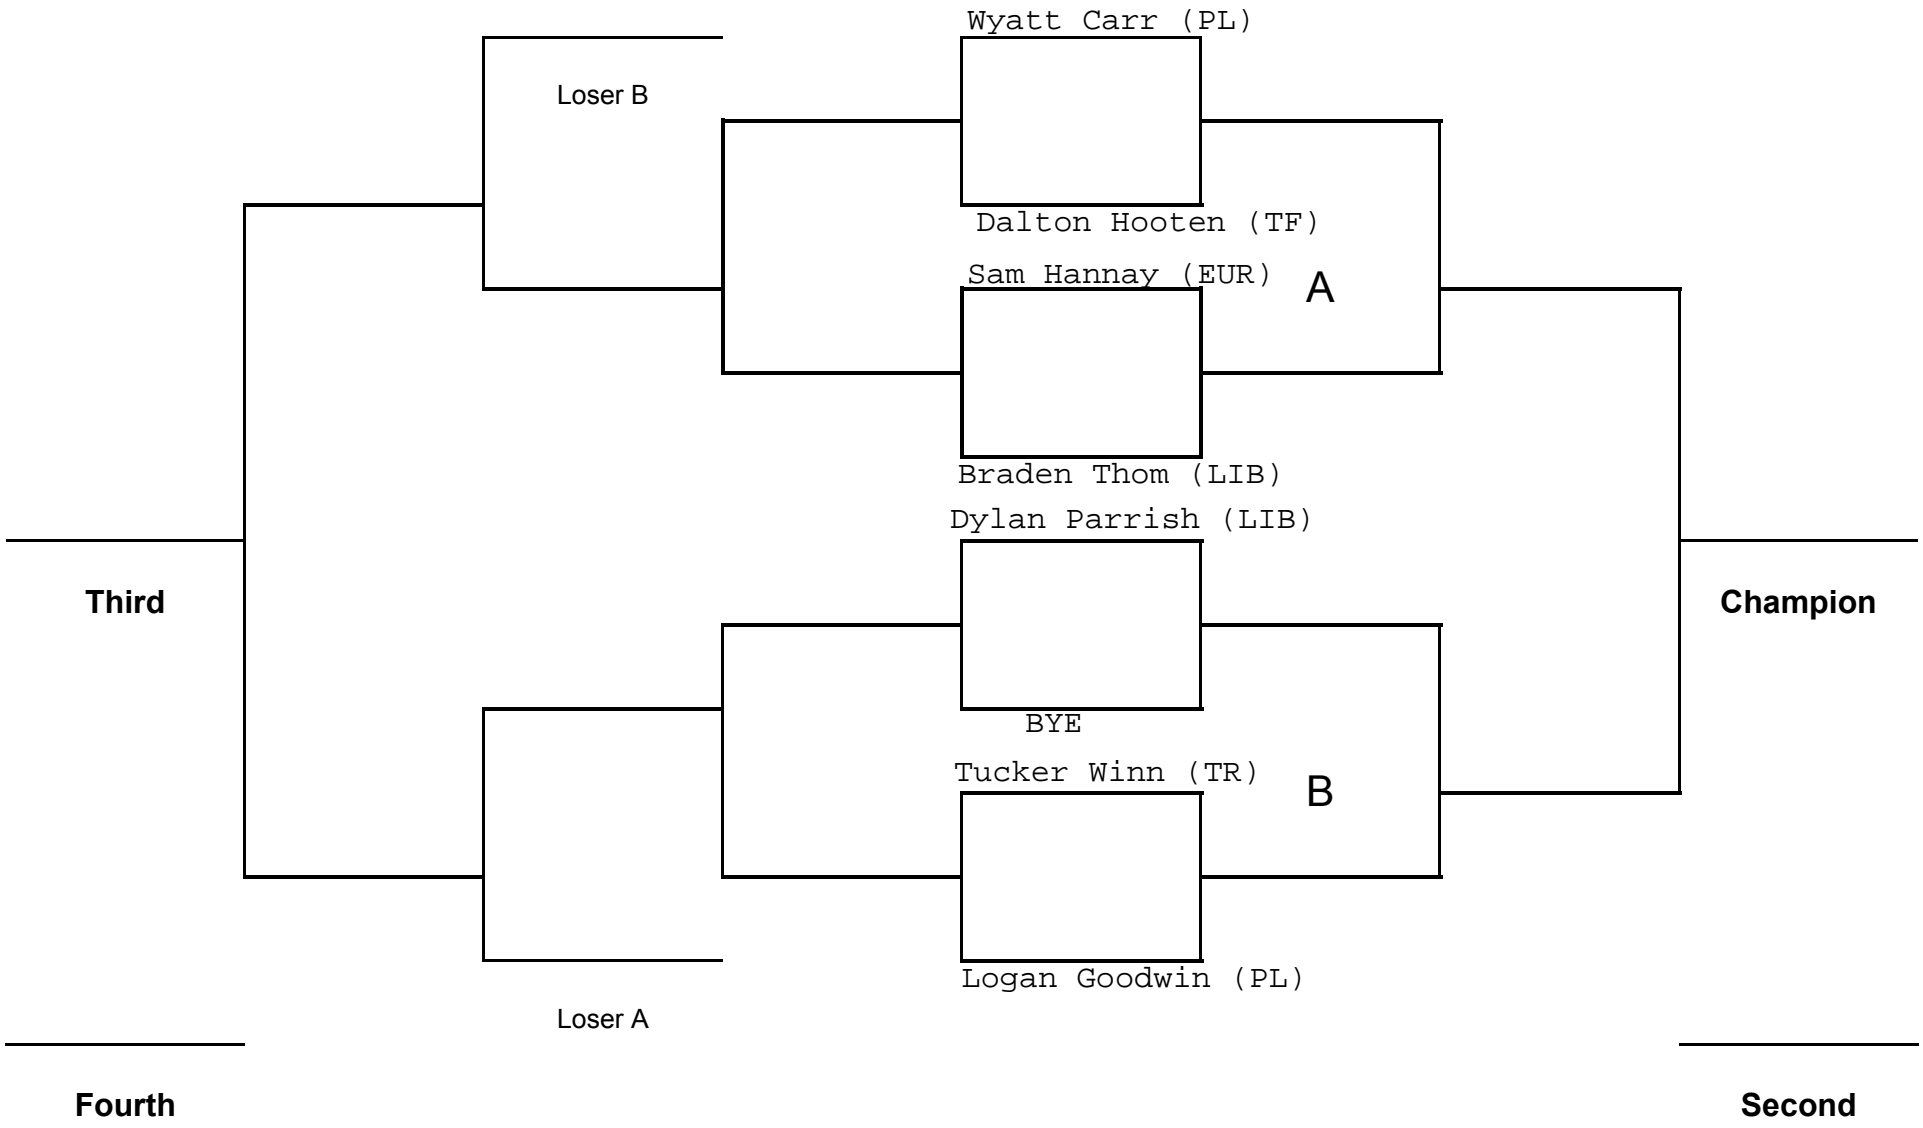 Wyatt Carr (PL)
Loser B
Dalton Hooten (TF)
Sam Hannay (EUR)
A
Braden Thom (LIB)
Dylan Parrish (LIB)
Third
Champion
BYE
Tucker Winn (TR)
B
Logan Goodwin (PL)
Loser A
Fourth
Second